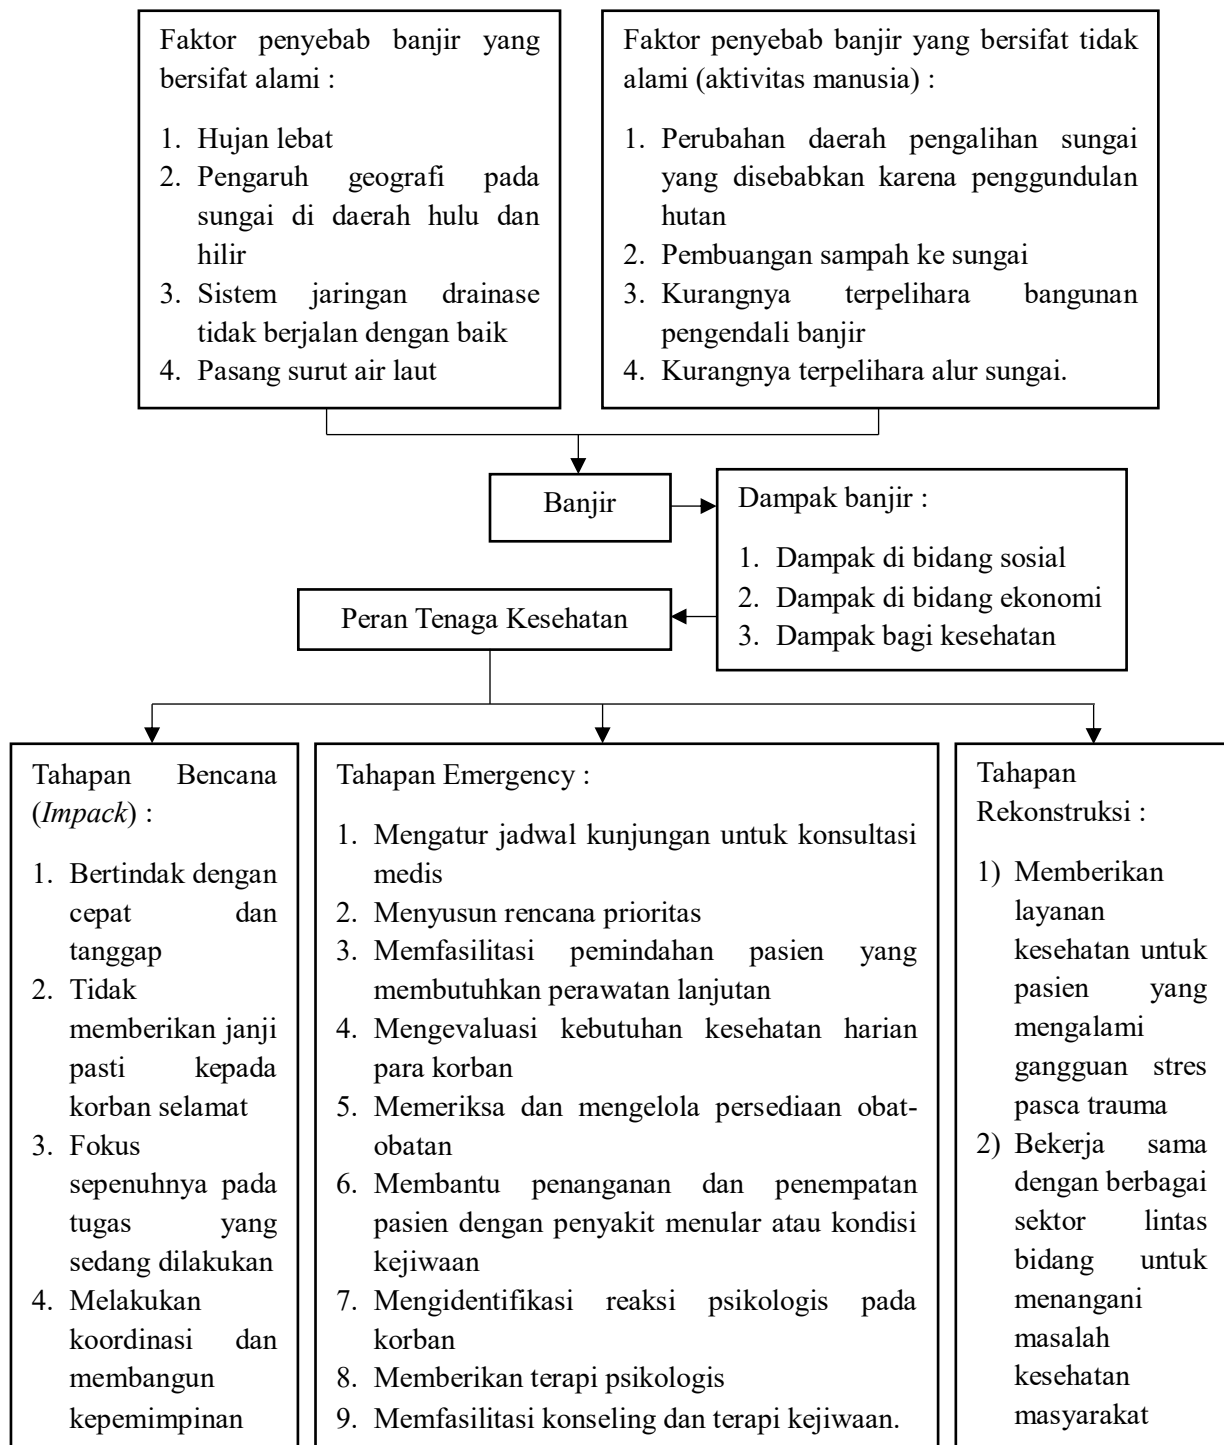 Faktor penyebab banjir yang
bersifat alami :
1. Hujan lebat
2. Pengaruh geografi pada
sungai di daerah hulu dan
hilir
3. Sistem jaringan drainase
tidak berjalan dengan baik
4. Pasang surut air laut
Faktor penyebab banjir yang bersifat tidak
alami (aktivitas manusia) :
1. Perubahan daerah pengalihan sungai
yang disebabkan karena penggundulan
hutan
2. Pembuangan sampah ke sungai
3. Kurangnya terpelihara bangunan
pengendali banjir
4. Kurangnya terpelihara alur sungai.
Banjir
Dampak banjir :
1. Dampak di bidang sosial
2. Dampak di bidang ekonomi
3. Dampak bagi kesehatan
Peran Tenaga Kesehatan
Tahapan Bencana
(Impack) :
1. Bertindak dengan
cepat dan
tanggap
2. Tidak
memberikan janji
pasti kepada
korban selamat
3. Fokus
sepenuhnya pada
tugas yang
sedang dilakukan
4. Melakukan
koordinasi dan
membangun
kepemimpinan
Tahapan Emergency :
1. Mengatur jadwal kunjungan untuk konsultasi
medis
2. Menyusun rencana prioritas
3. Memfasilitasi pemindahan pasien yang
membutuhkan perawatan lanjutan
4. Mengevaluasi kebutuhan kesehatan harian
para korban
5. Memeriksa dan mengelola persediaan obat-
obatan
6. Membantu penanganan dan penempatan
pasien dengan penyakit menular atau kondisi
kejiwaan
7. Mengidentifikasi reaksi psikologis pada
korban
8. Memberikan terapi psikologis
9. Memfasilitasi konseling dan terapi kejiwaan.
Tahapan
Rekonstruksi :
1) Memberikan
layanan
kesehatan untuk
pasien yang
mengalami
gangguan stres
pasca trauma
2) Bekerja sama
dengan berbagai
sektor lintas
bidang untuk
menangani
masalah
kesehatan
masyarakat